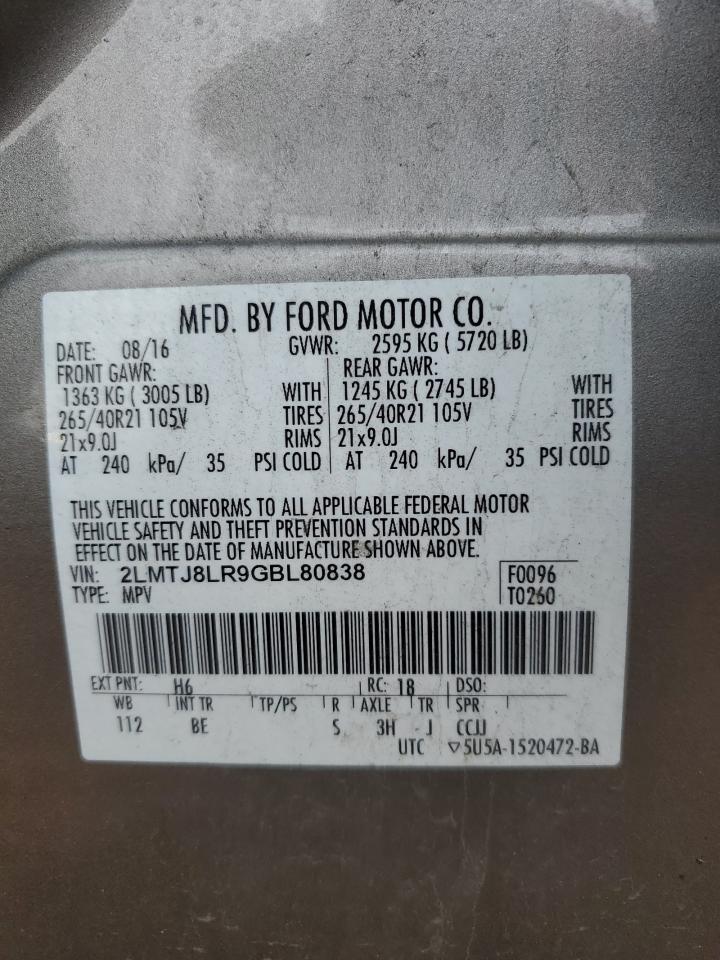 MFD. BY FORD MOTOR CO.
DATE: 08/16 GVWR: 2595 KG ( 5720 LB)
FRONT GAWR: REAR GAWR:
1363 KG ( 3005 LB) WITH 1245 KG ( 2745 LB) WITH
265/40R21 105V TIRES 265/40R21 105V TIRES
21x9.0J RIMS 21x9.0J RIMS
AT 240 kPa/ 35 PSI COLD AT 240 kPa/ 35 PSI COLD
THIS VEHICLE CONFORMS TO ALL APPLICABLE FEDERAL MOTOR
VEHICLE SAFETY AND THEFT PREVENTION STANDARDS IN
EFFECT ON THE DATE OF MANUFACTURE SHOWN ABOVE.
VIN: 2LMTJ8LR9GBL80838 F0096
TYPE: MPV T0260
EXT PNT: H6 RC: 18 DSO:
WB INT TR TP/PS R AXLE TR SPR
112 BE S 3H J CCJJ
UTC ▽5U5A-1520472-BA